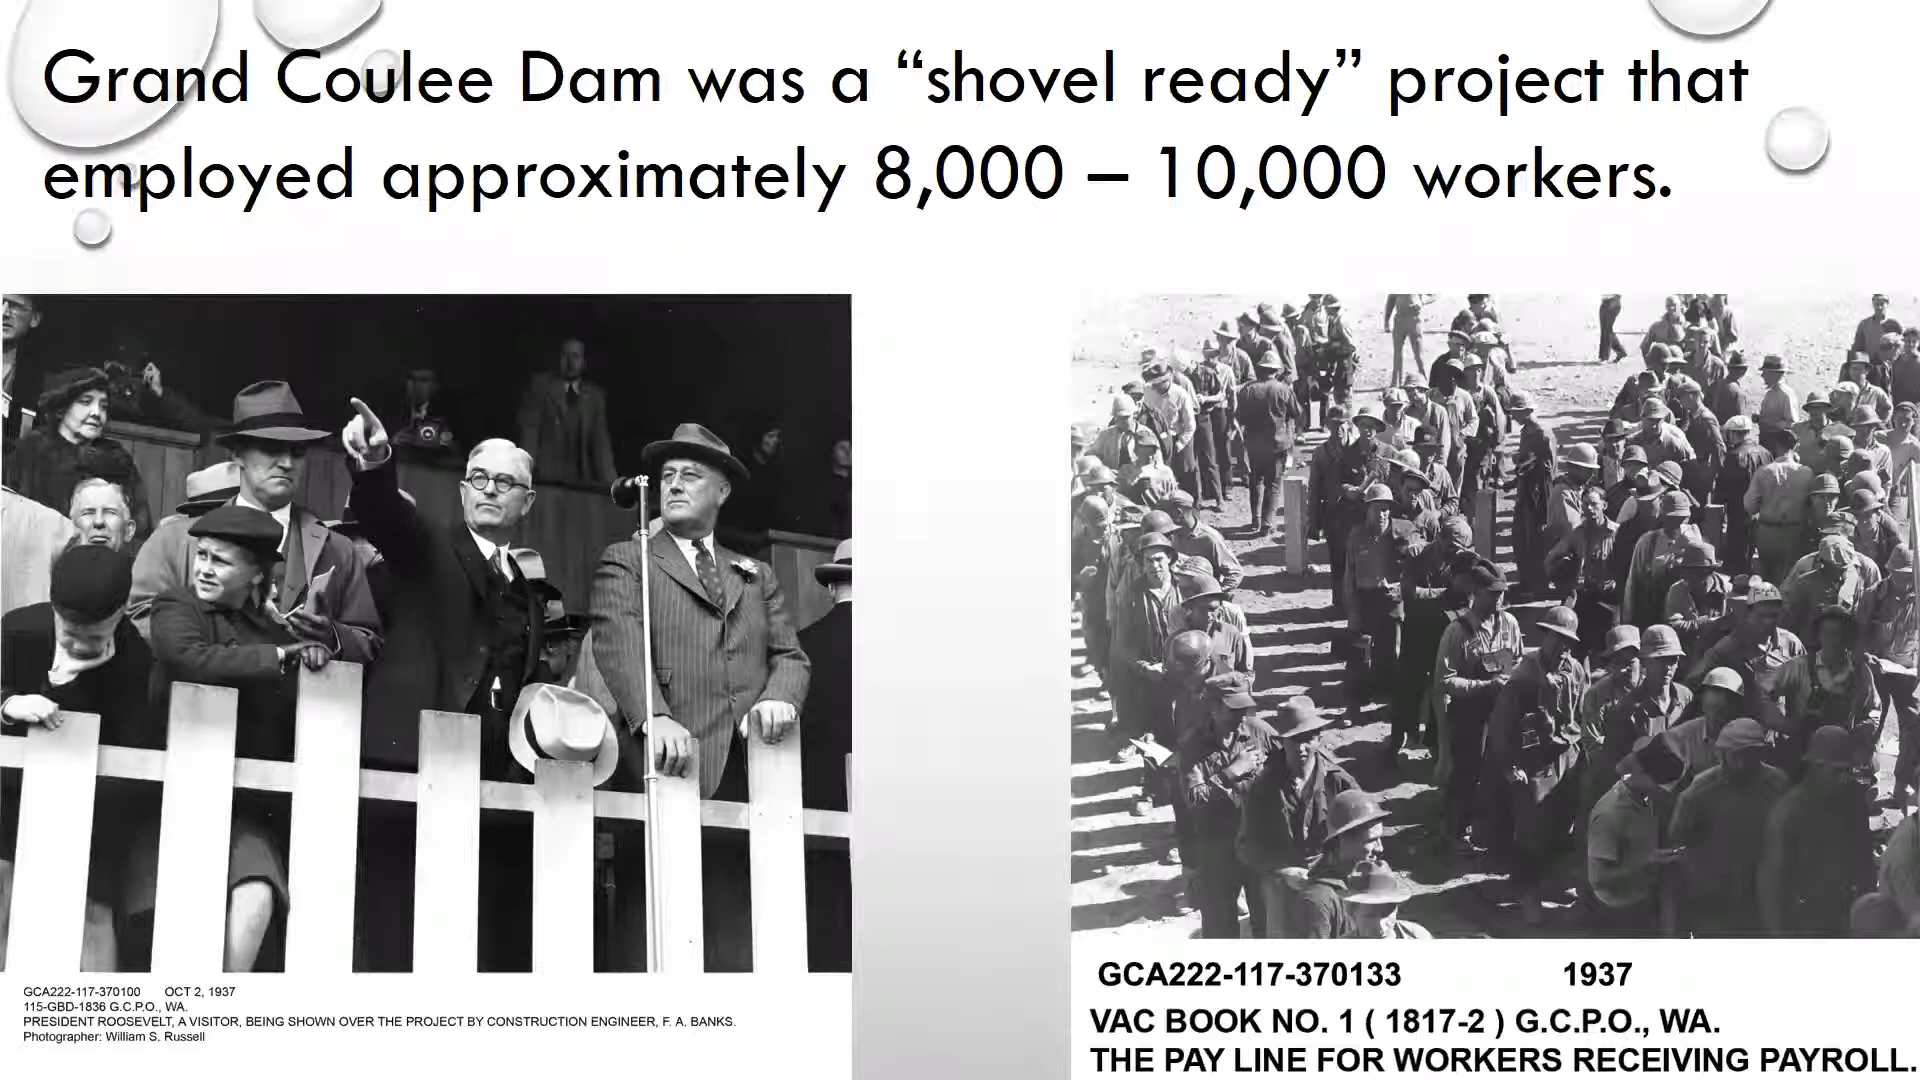 Grand Coulee Dam was a “shovel ready” project that
employed approximately 8,000 – 10,000 workers.
GCA222-117-370100 OCT 2, 1937
115-GBD-1836 G.C.P.O., WA.
PRESIDENT ROOSEVELT, A VISITOR, BEING SHOWN OVER THE PROJECT BY CONSTRUCTION ENGINEER, F. A. BANKS.
Photographer: William S. Russell
GCA222-117-370133 1937
VAC BOOK NO. 1 ( 1817-2 ) G.C.P.O., WA.
THE PAY LINE FOR WORKERS RECEIVING PAYROLL.